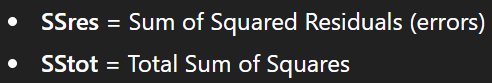 • SSres = Sum of Squared Residuals (errors)
• SStot = Total Sum of Squares